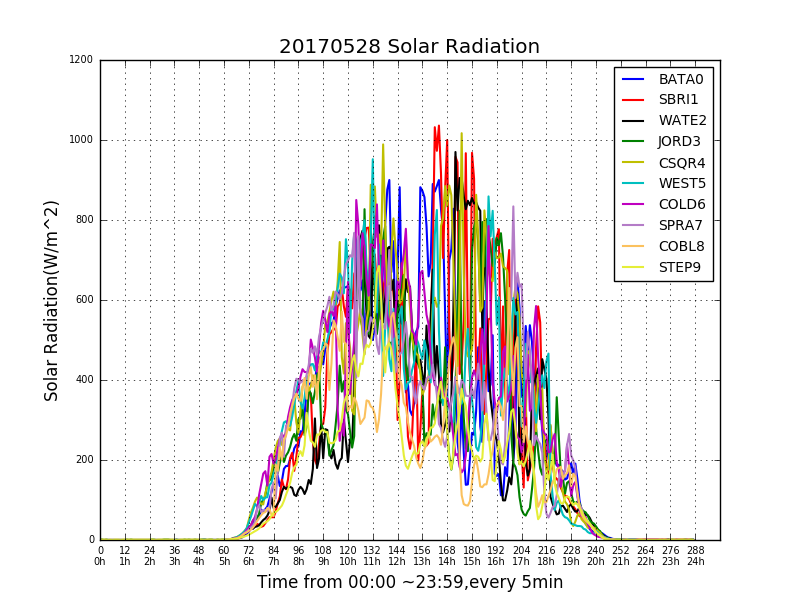 20170528 Solar Radiation
1200
1000
800
600
400
200
0
Solar Radiation(W/m^2)
BATA0
SBRI1
WATE2
JORD3
CSQR4
WEST5
COLD6
SPRA7
COBL8
STEP9
0 12 24 36 48 60 72 84 96 108 120 132 144 156 168 180 192 204 216 228 240 252 264 276 288
0h 1h 2h 3h 4h 5h 6h 7h 8h 9h 10h 11h 12h 13h 14h 15h 16h 17h 18h 19h 20h 21h 22h 23h 24h
Time from 00:00 ~23:59,every 5min